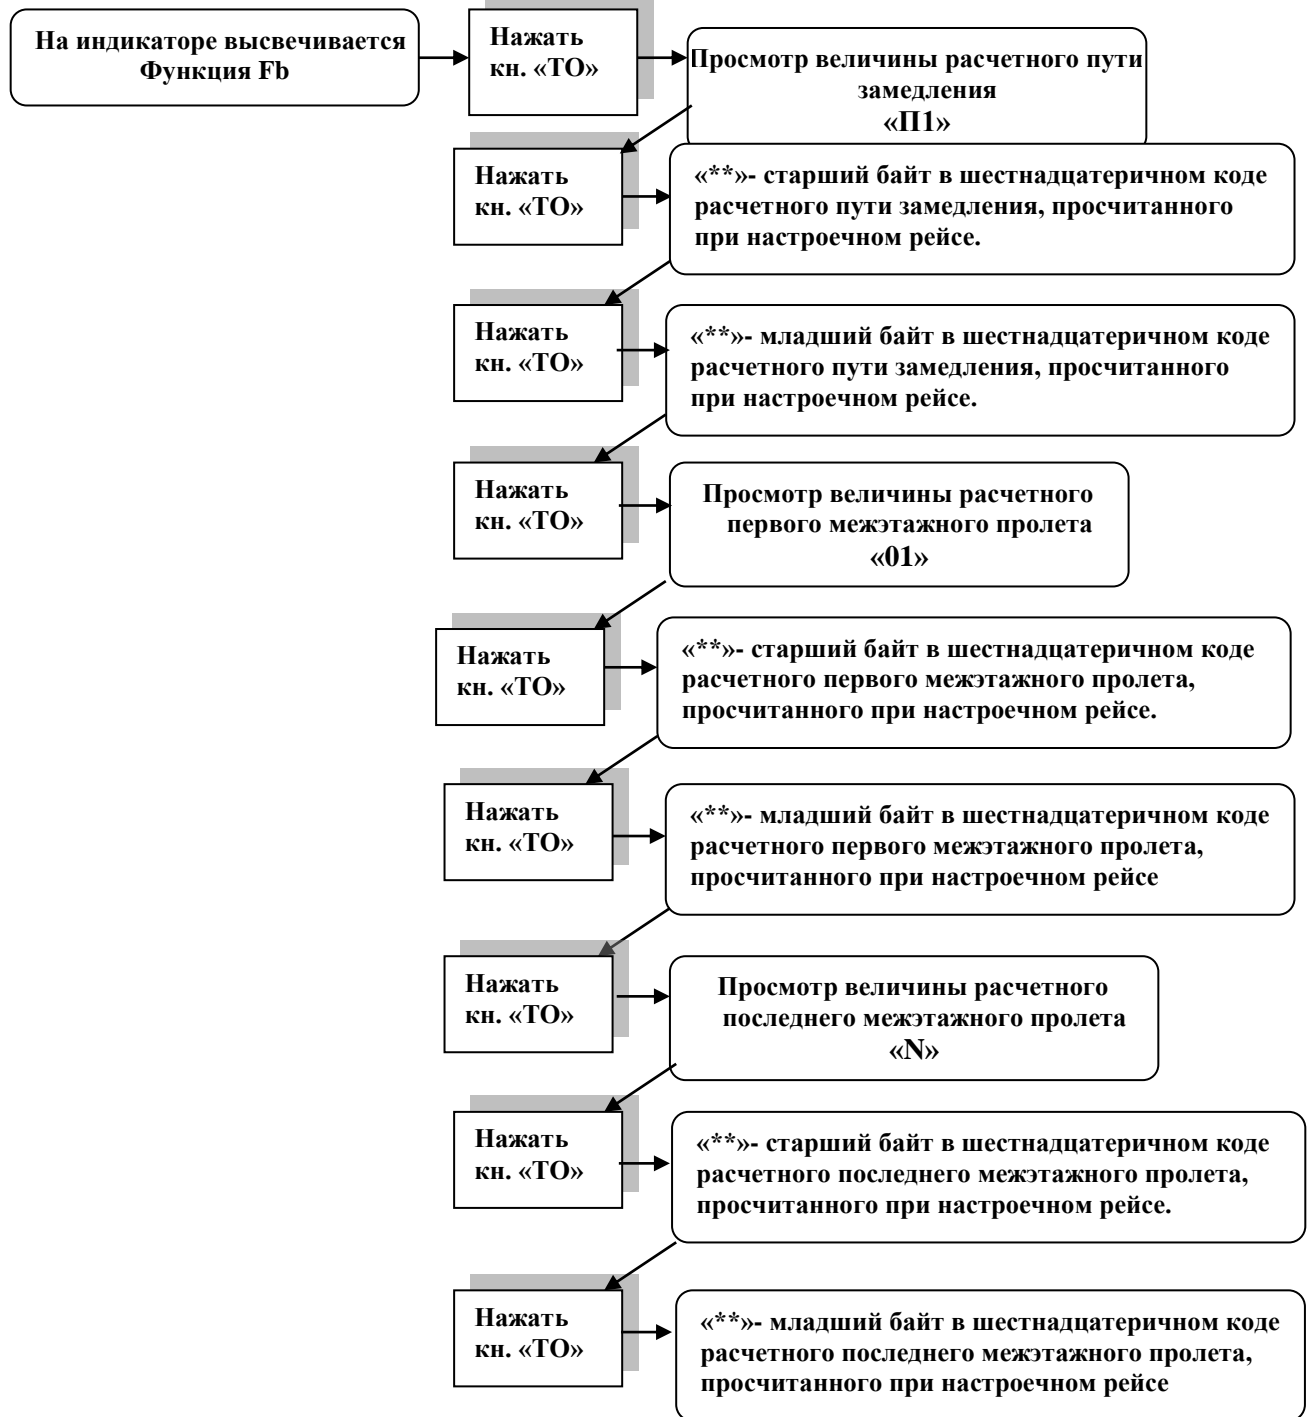 На индикаторе высвечивается
Функция Fb
Нажать
кн. «ТО»
Просмотр величины расчетного пути
замедления
«П1»
Нажать
кн. «ТО»
«**»- старший байт в шестнадцатеричном коде
расчетного пути замедления, просчитанного
при настроечном рейсе.
Нажать
кн. «ТО»
«**»- младший байт в шестнадцатеричном коде
расчетного пути замедления, просчитанного
при настроечном рейсе.
Нажать
кн. «ТО»
Просмотр величины расчетного
первого межэтажного пролета
«01»
Нажать
кн. «ТО»
«**»- старший байт в шестнадцатеричном коде
расчетного первого межэтажного пролета,
просчитанного при настроечном рейсе.
Нажать
кн. «ТО»
«**»- младший байт в шестнадцатеричном коде
расчетного первого межэтажного пролета,
просчитанного при настроечном рейсе
Нажать
кн. «ТО»
Просмотр величины расчетного
последнего межэтажного пролета
«N»
Нажать
кн. «ТО»
«**»- старший байт в шестнадцатеричном коде
расчетного последнего межэтажного пролета,
просчитанного при настроечном рейсе.
Нажать
кн. «ТО»
«**»- младший байт в шестнадцатеричном коде
расчетного последнего межэтажного пролета,
просчитанного при настроечном рейсе